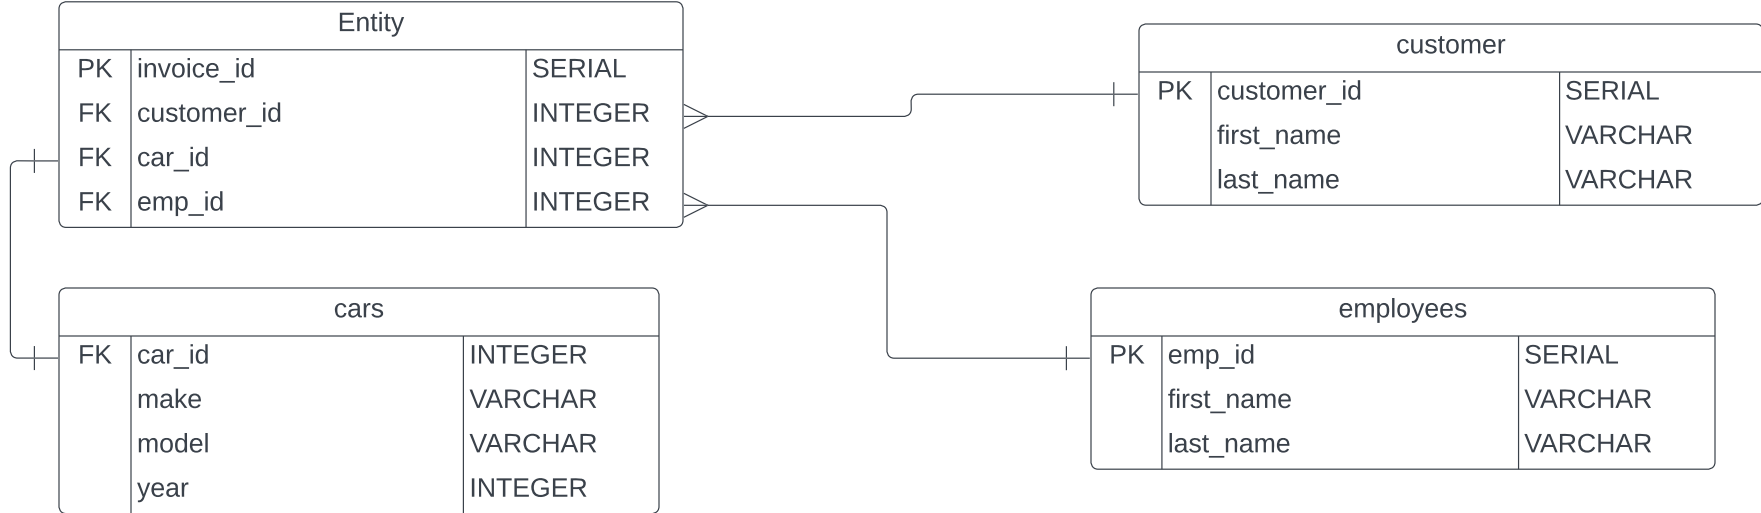 Entity
PK invoice_id SERIAL
FK customer_id INTEGER
FK car_id INTEGER
FK emp_id INTEGER
customer
PK customer_id SERIAL
first_name VARCHAR
last_name VARCHAR
cars
FK car_id INTEGER
make VARCHAR
model VARCHAR
year INTEGER
employees
PK emp_id SERIAL
first_name VARCHAR
last_name VARCHAR